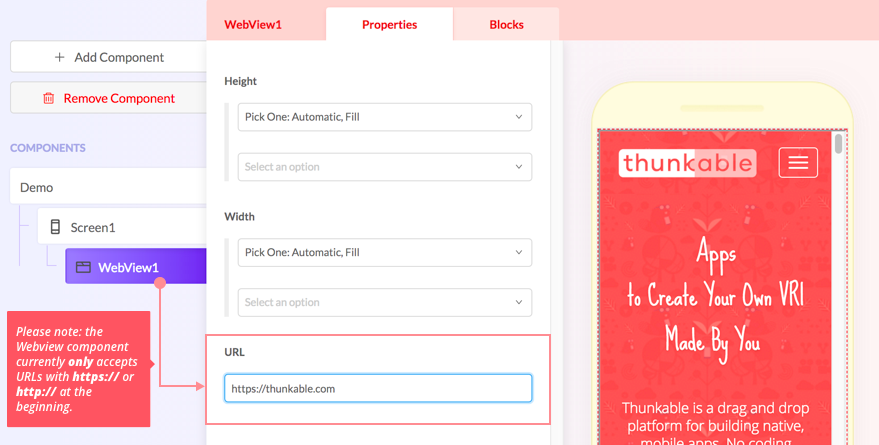 WebView1
Properties
Blocks
Add Component
Remove Component
COMPONENTS
Demo
Screen1
WebView1
Please note: the
Webview component
currently only accepts
URLs with https:// or
http:// at the
beginning.
Height
Pick One: Automatic, Fill
Select an option
Width
Pick One: Automatic, Fill
Select an option
URL
https://thunkable.com
thunkable
Apps
to Create Your Own VRI
Made By You
Thunkable is a drag and drop
platform for building native,
mobile apps. No coding